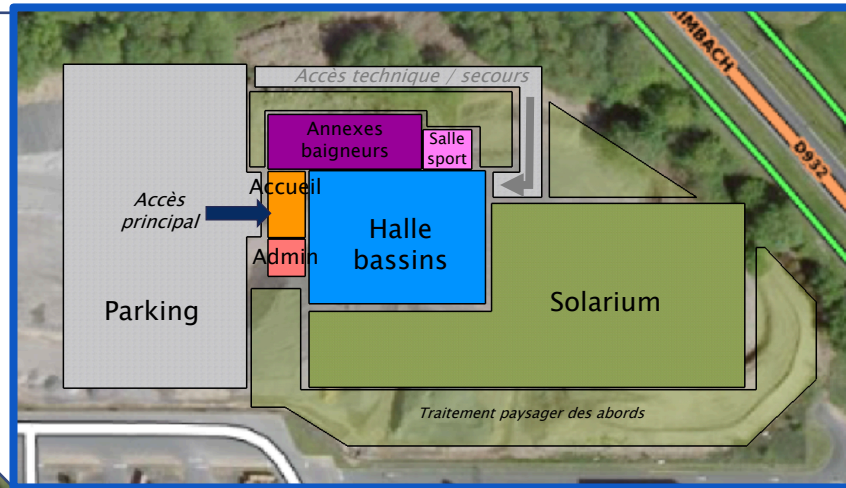 Accès technique / secours
Annexes
baigneurs
Salle
sport
Accueil
Accès
principal
Halle
bassins
Admin
Parking
Solarium
Traitement paysager des abords
D932